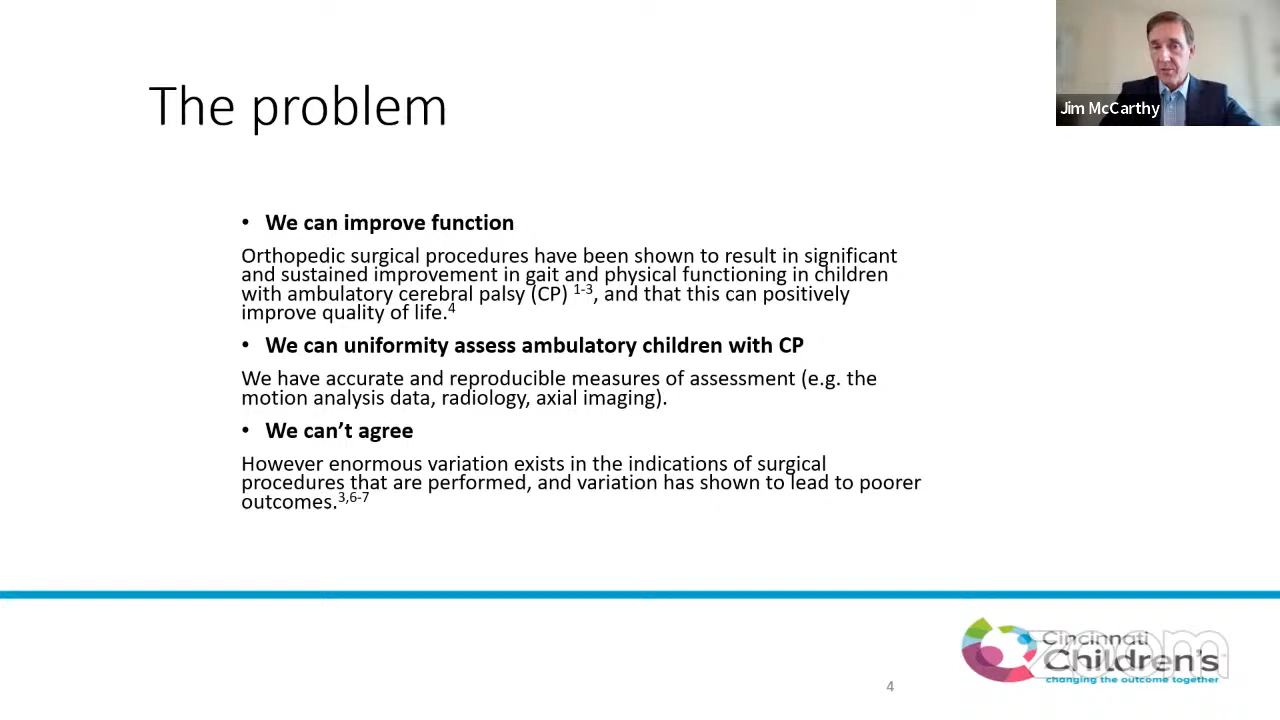 The problem
Jim McCarthy
• We can improve function
Orthopedic surgical procedures have been shown to result in significant
and sustained improvement in gait and physical functioning in children
with ambulatory cerebral palsy (CP) 1-3, and that this can positively
improve quality of life.4
• We can uniformity assess ambulatory children with CP
We have accurate and reproducible measures of assessment (e.g. the
motion analysis data, radiology, axial imaging).
• We can’t agree
However enormous variation exists in the indications of surgical
procedures that are performed, and variation has shown to lead to poorer
outcomes.3,6-7
Cincinnati
Children's
changing the outcome together
zoom
4